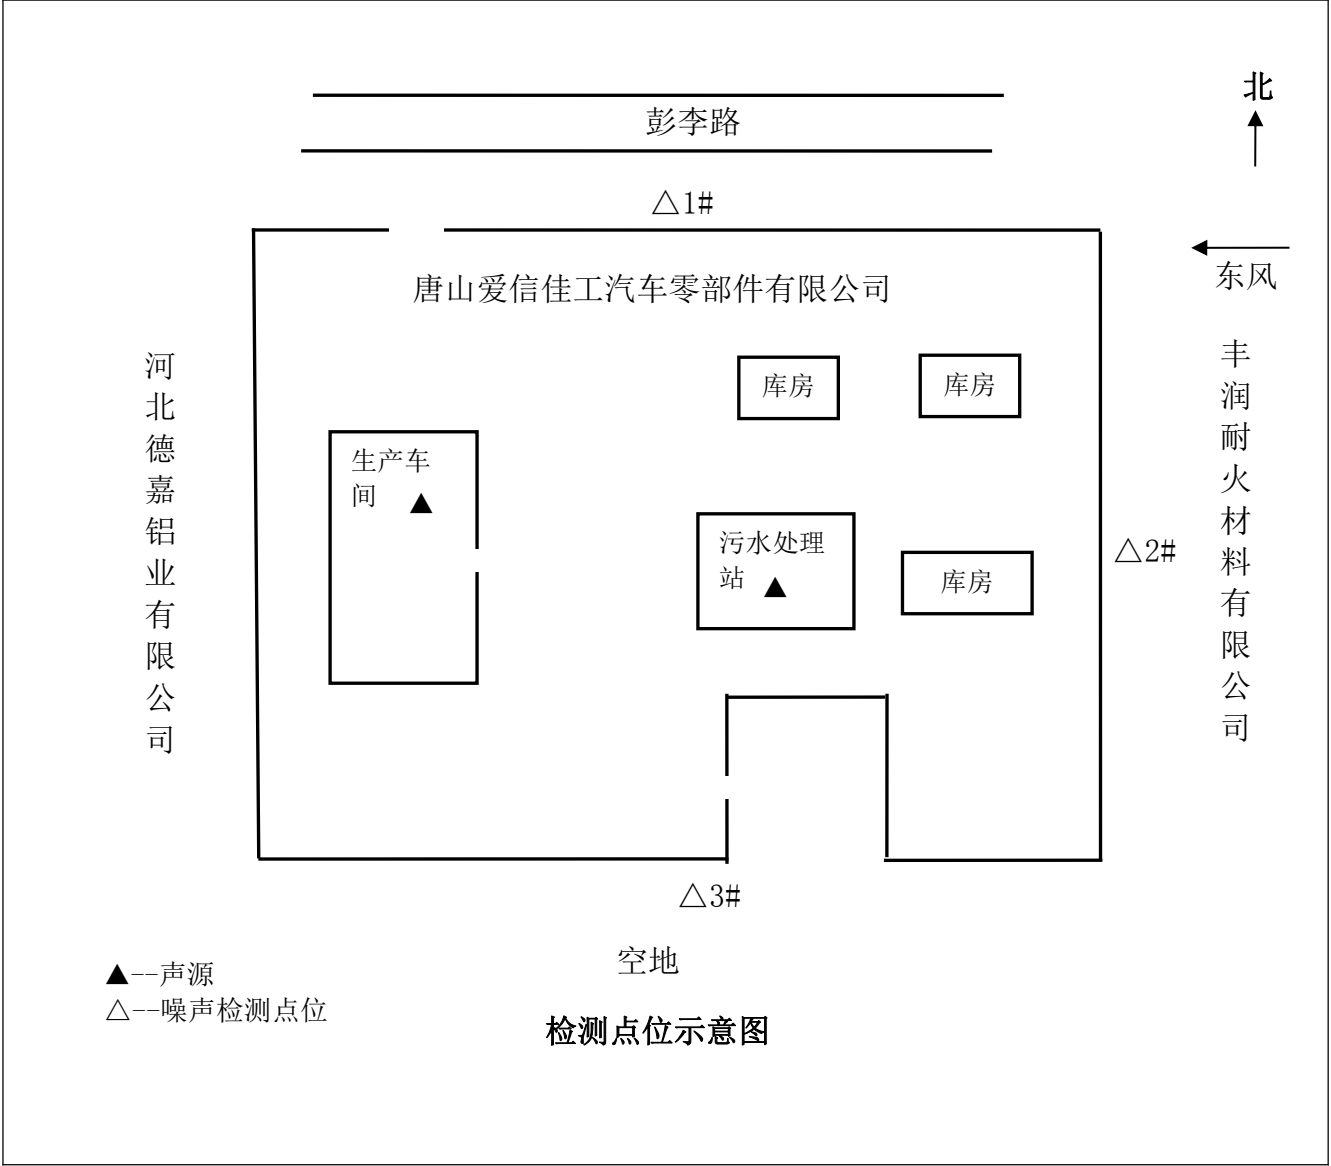 北
彭李路
△1#
东风
唐山爱信佳工汽车零部件有限公司
河北德嘉铝业有限公司
丰润耐火材料有限公司
库房
库房
生产车
间 ▲
污水处理
站 ▲
△2#
库房
△3#
空地
▲--声源
△--噪声检测点位
检测点位示意图